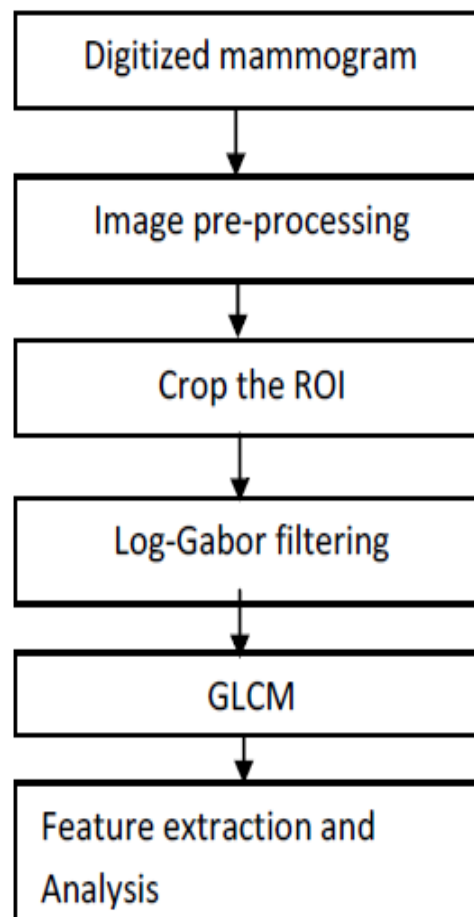 Digitized mammogram
Image pre-processing
Crop the ROI
Log-Gabor filtering
GLCM
Feature extraction and
Analysis